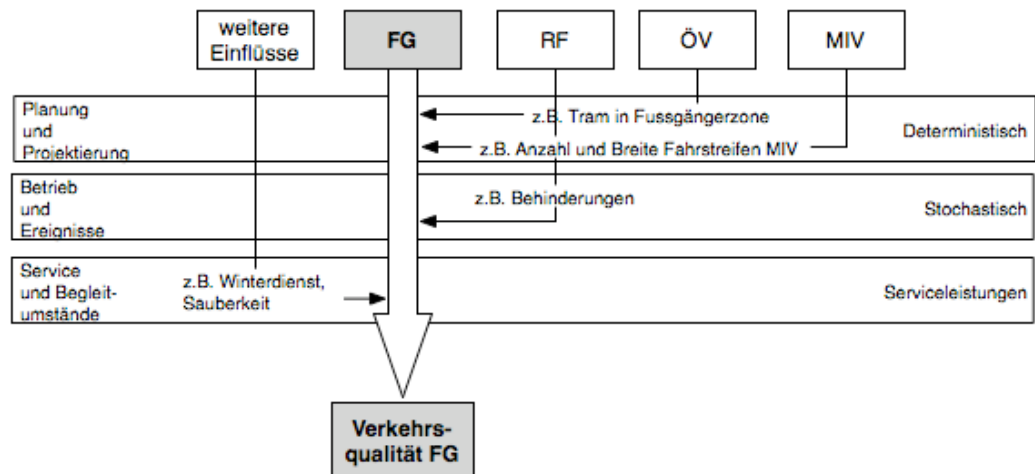 weitere
Einflüsse
FG
RF
ÖV
MIV
Planung
und
Projektierung
z.B. Tram in Fussgängerzone
z.B. Anzahl und Breite Fahrstreifen MIV
Deterministisch
Betrieb
und
Ereignisse
z.B. Behinderungen
Stochastisch
Service
und Begleit-
umstände
z.B. Winterdienst,
Sauberkeit
Serviceleistungen
Verkehrs-
qualität FG